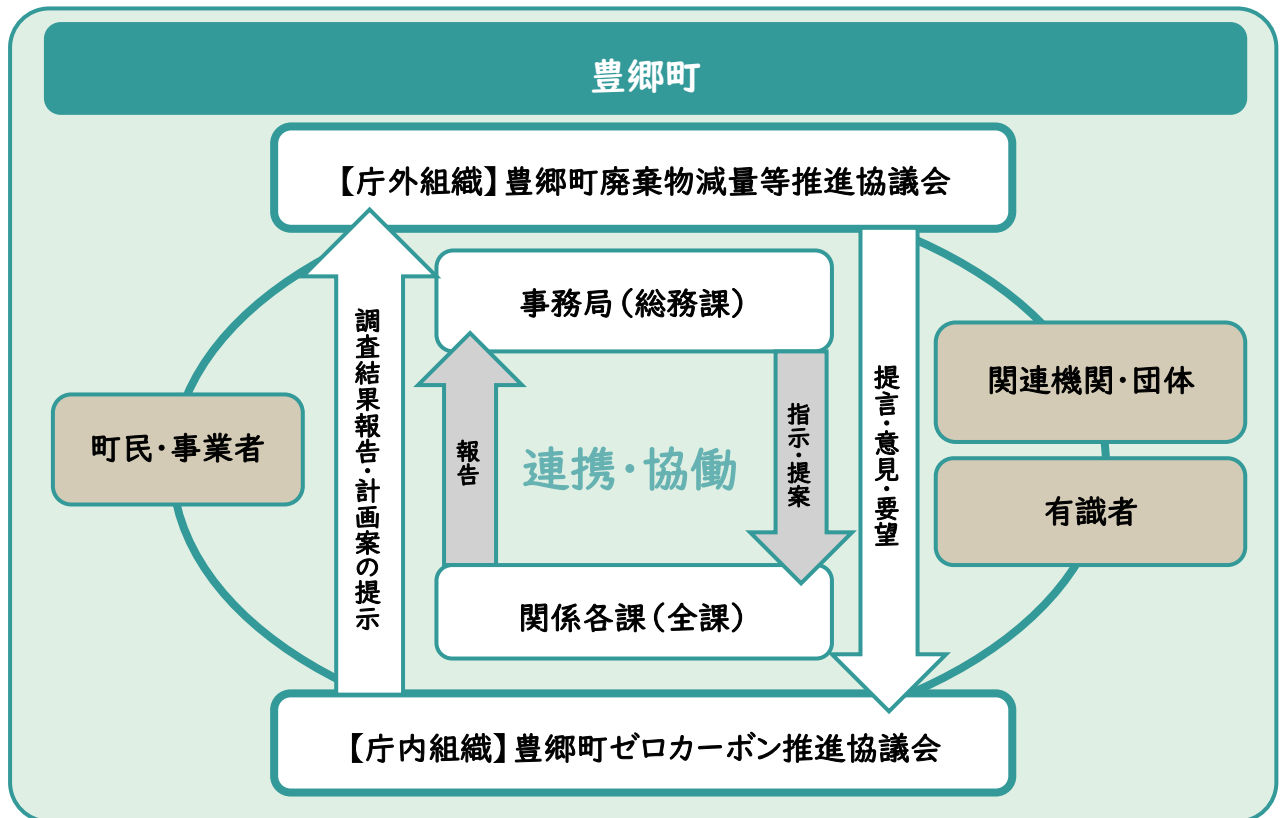 豊郷町
【庁外組織】豊郷町廃棄物減量等推進協議会
事務局（総務課）
調査結果報告・計画案の提示
報告
連携・協働
指示・提案
提言・意見・要望
町民・事業者
関連機関・団体
有識者
関係各課（全課）
【庁内組織】豊郷町ゼロカーボン推進協議会